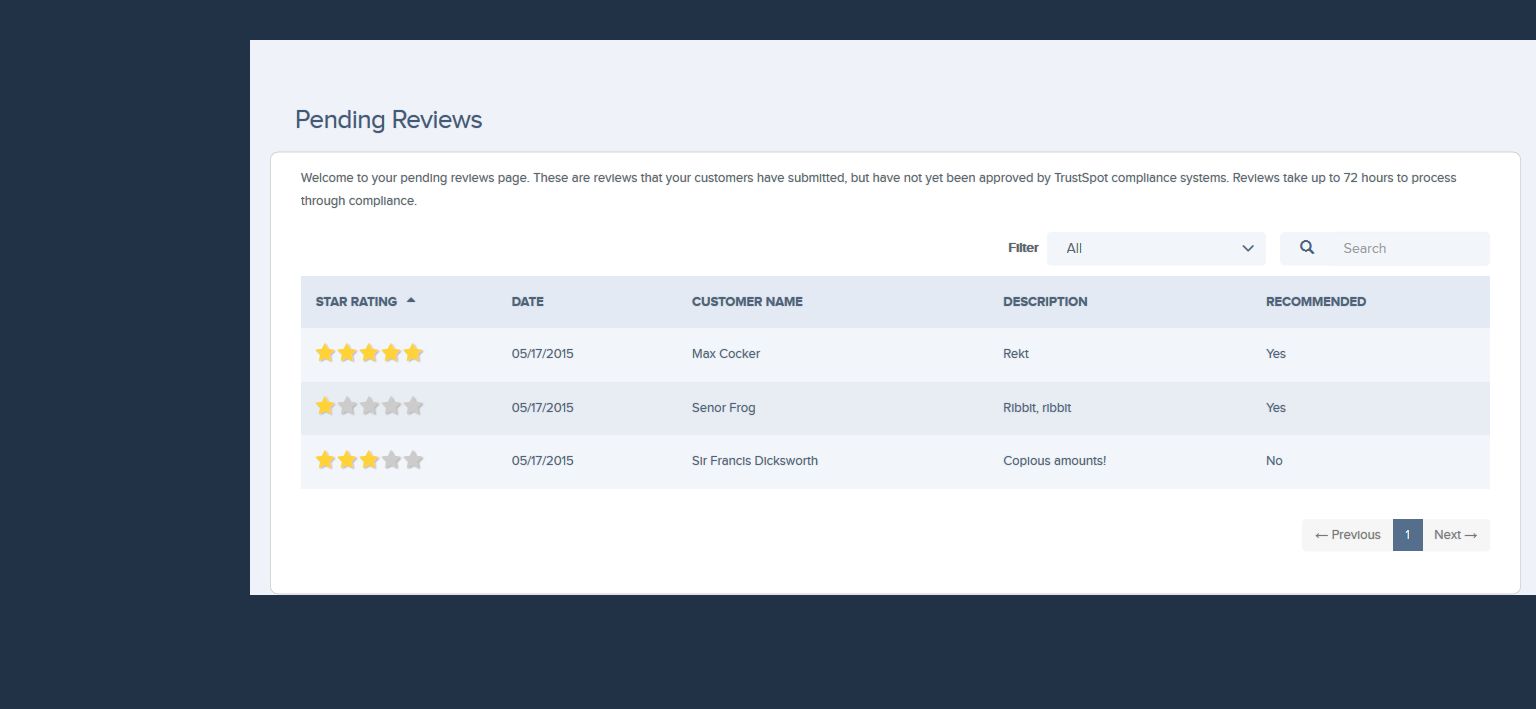 Pending Reviews
Welcome to your pending reviews page. These are reviews that your customers have submitted, but have not yet been approved by TrustSpot compliance systems. Reviews take up to 72 hours to process
through compliance.
Filter All Search
STAR RATING DATE CUSTOMER NAME DESCRIPTION RECOMMENDED
05/17/2015 Max Cocker Rekt Yes
05/17/2015 Senor Frog Ribbit, ribbit Yes
05/17/2015 Sir Francis Dicksworth Copious amounts! No
← Previous 1 Next →